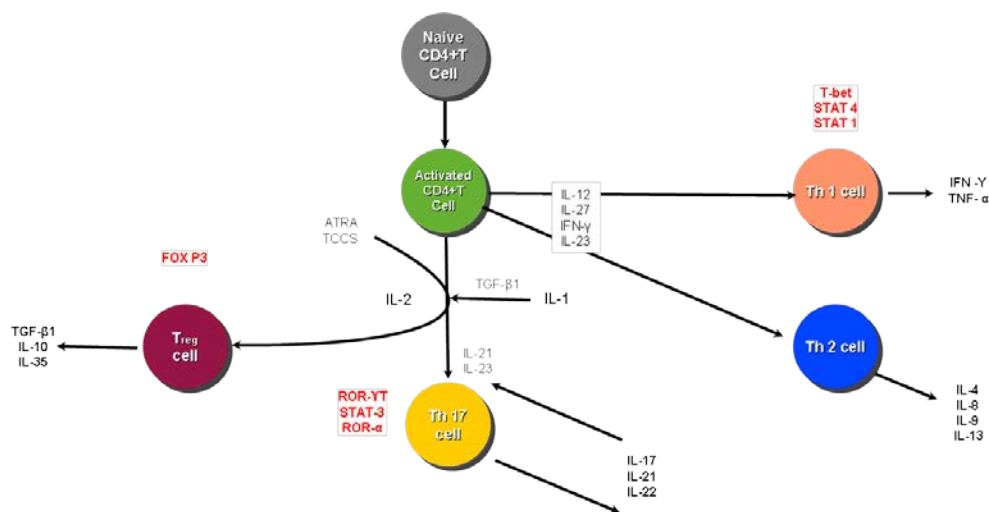 Naive
CD4+T
Cell
T-bet
STAT 4
STAT 1
Activated
CD4+T
Cell
IL-12
IL-27
IFN-γ
IL-23
Th 1 cell
IFN -Y
TNF- α
ATRA
TCCS
FOX P3
IL-2
TGF-β1
IL-1
TGF-β1
IL-10
IL-35
Treg
cell
IL-21
IL-23
Th 2 cell
IL-4
IL-8
IL-9
IL-13
ROR-YT
STAT-3
ROR-α
Th 17
cell
IL-17
IL-21
IL-22